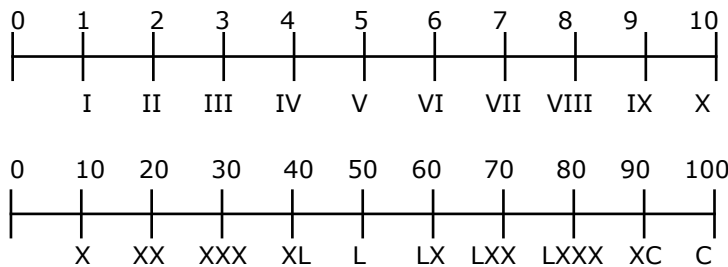 0 1 2 3 4 5 6 7 8 9 10
I II III IV V VI VII VIII IX X
0 10 20 30 40 50 60 70 80 90 100
X XX XXX XL L LX LXX LXXX XC C